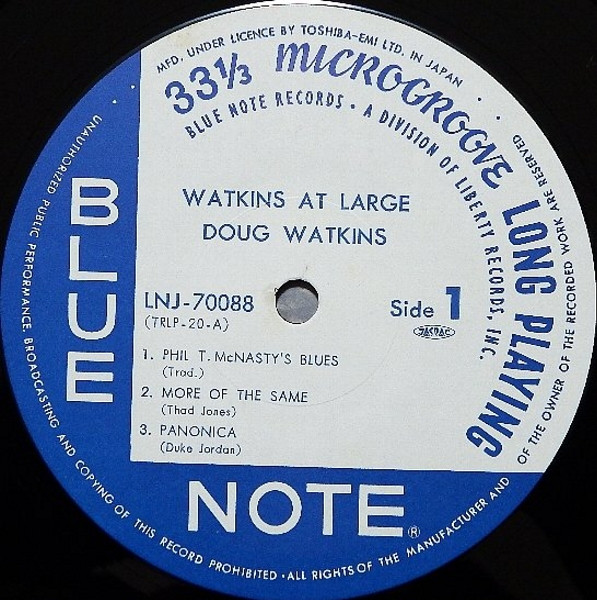 MFD. UNDER LICENCE BY TOSHIBA-EMI LTD. IN JAPAN
33⅓ MICROGROOVE LONG PLAYING
BLUE NOTE RECORDS · A DIVISION OF LIBERTY RECORDS, INC.
WATKINS AT LARGE
DOUG WATKINS
LNJ-70088
(TRLP-20-A)
Side 1
JASRAC
1. PHIL T. McNASTY'S BLUES
(Trad.)
2. MORE OF THE SAME
(Thad Jones)
3. PANONICA
(Duke Jordan)
BLUE
NOTE®
UNAUTHORIZED PUBLIC PERFORMANCE, BROADCASTING AND COPYING OF THIS RECORD PROHIBITED · ALL RIGHTS OF THE MANUFACTURER AND OF THE OWNER OF THE RECORDED WORK ARE RESERVED